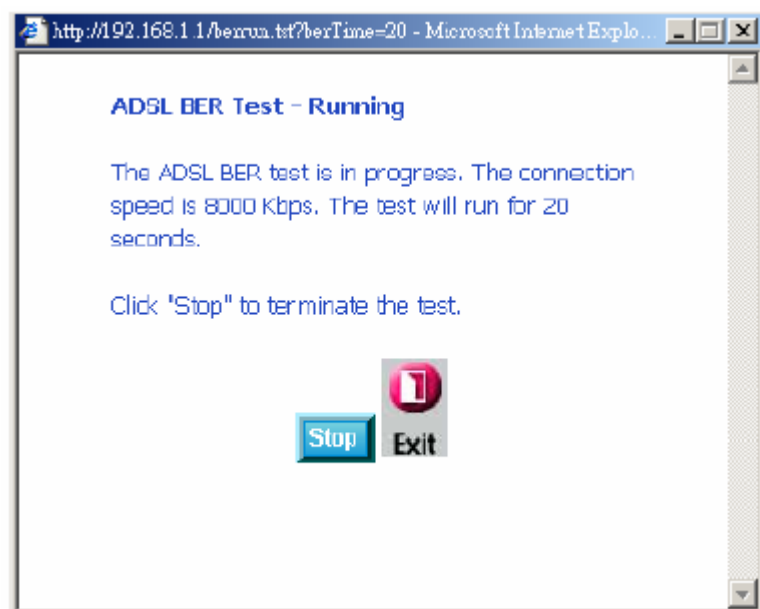 http://192.168.1.1/berrun.tst?berTime=20 - Microsoft Internet Explo...
ADSL BER Test - Running
The ADSL BER test is in progress. The connection
speed is 8000 Kbps. The test will run for 20
seconds.
Click "Stop" to terminate the test.
Stop
Exit